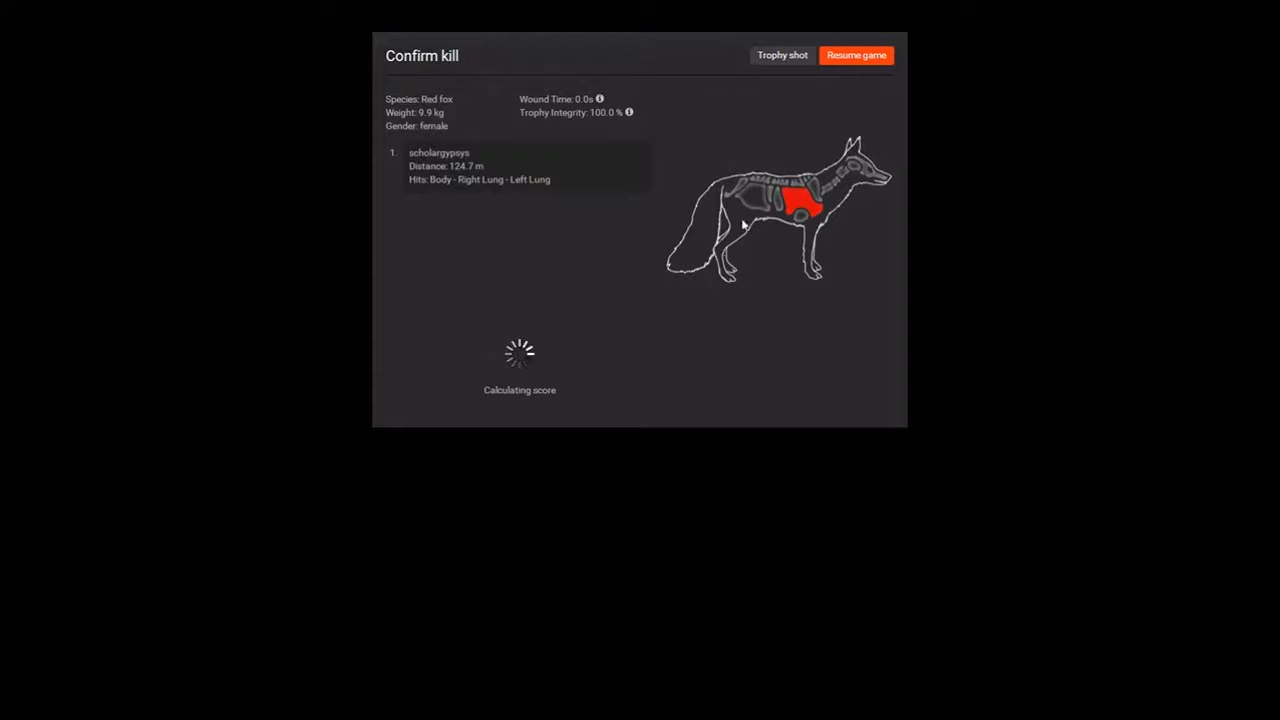 Confirm kill
Trophy shot
Resume game
Species: Red fox
Weight: 9.9 kg
Gender: female
Wound Time: 0.0s
Trophy Integrity: 100.0 %
1. scholargypsys
Distance: 124.7 m
Hits: Body - Right Lung - Left Lung
Calculating score